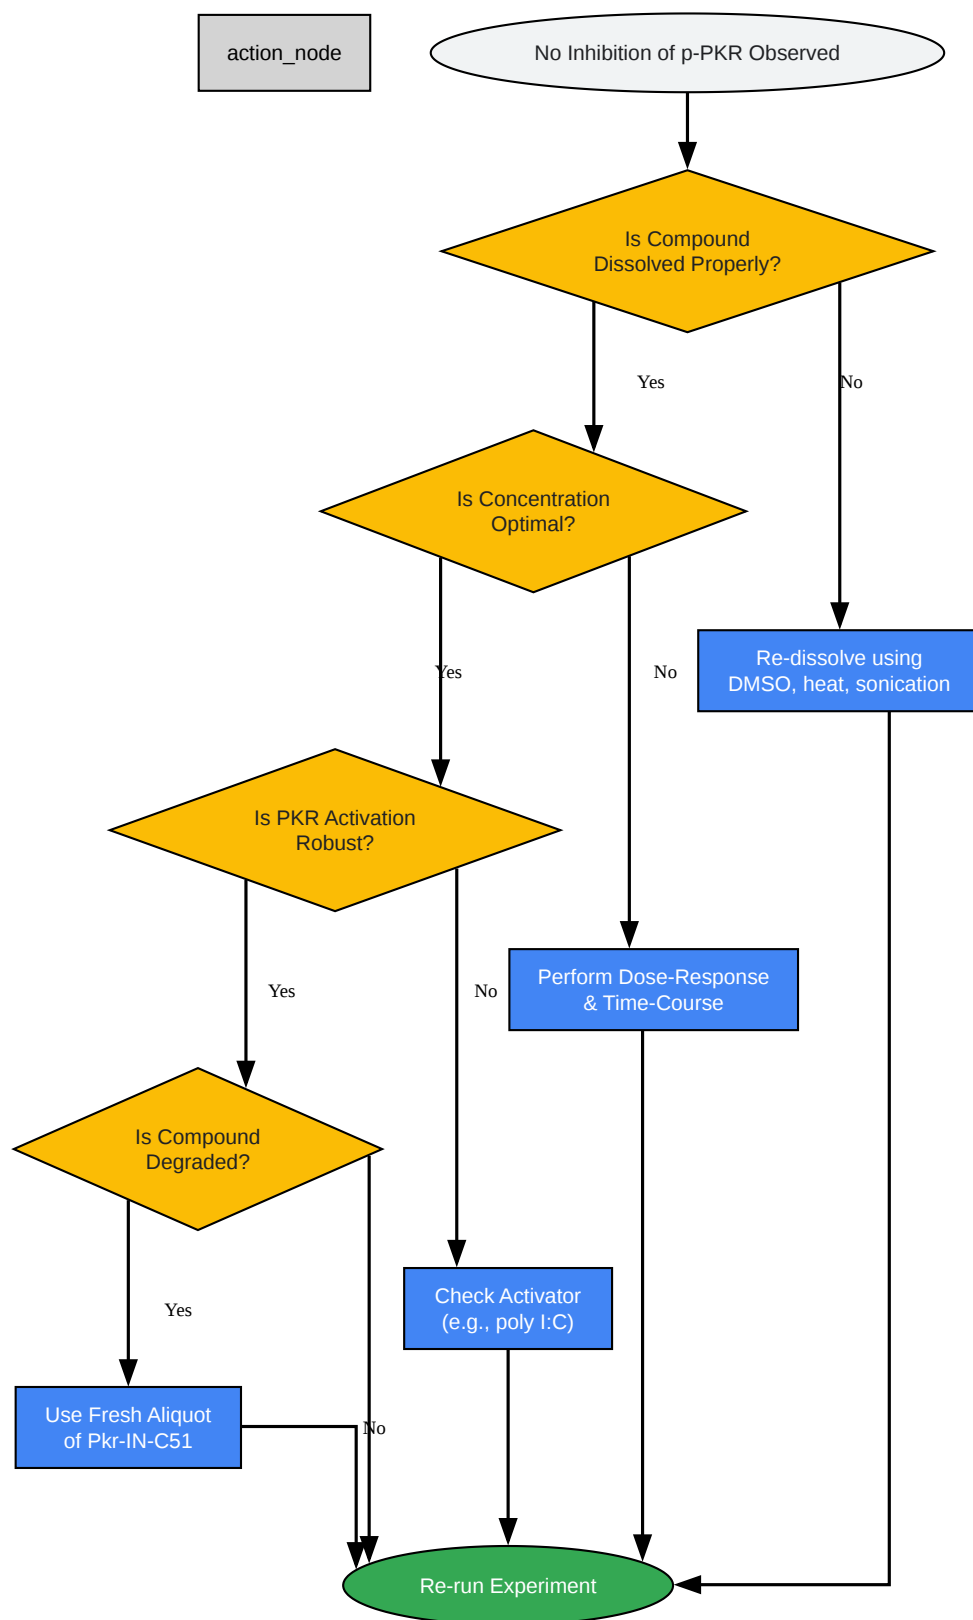 action_node
No Inhibition of p-PKR Observed
Is Compound
Dissolved Properly?
Yes
No
Is Concentration
Optimal?
Yes
No
Re-dissolve using
DMSO, heat, sonication
Is PKR Activation
Robust?
Yes
No
Perform Dose-Response
& Time-Course
Is Compound
Degraded?
Yes
Check Activator
(e.g., poly I:C)
Use Fresh Aliquot
of Pkr-IN-C51
No
Re-run Experiment